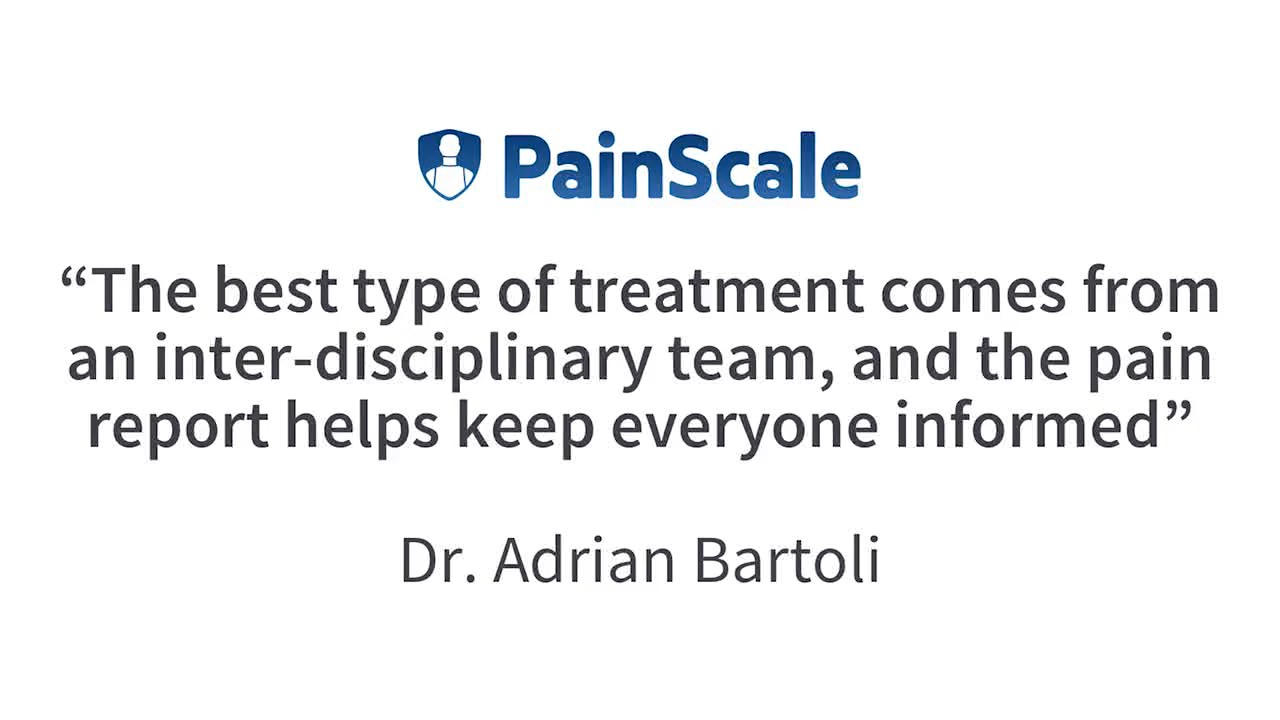 PainScale
“The best type of treatment comes from
an inter-disciplinary team, and the pain
report helps keep everyone informed”
Dr. Adrian Bartoli